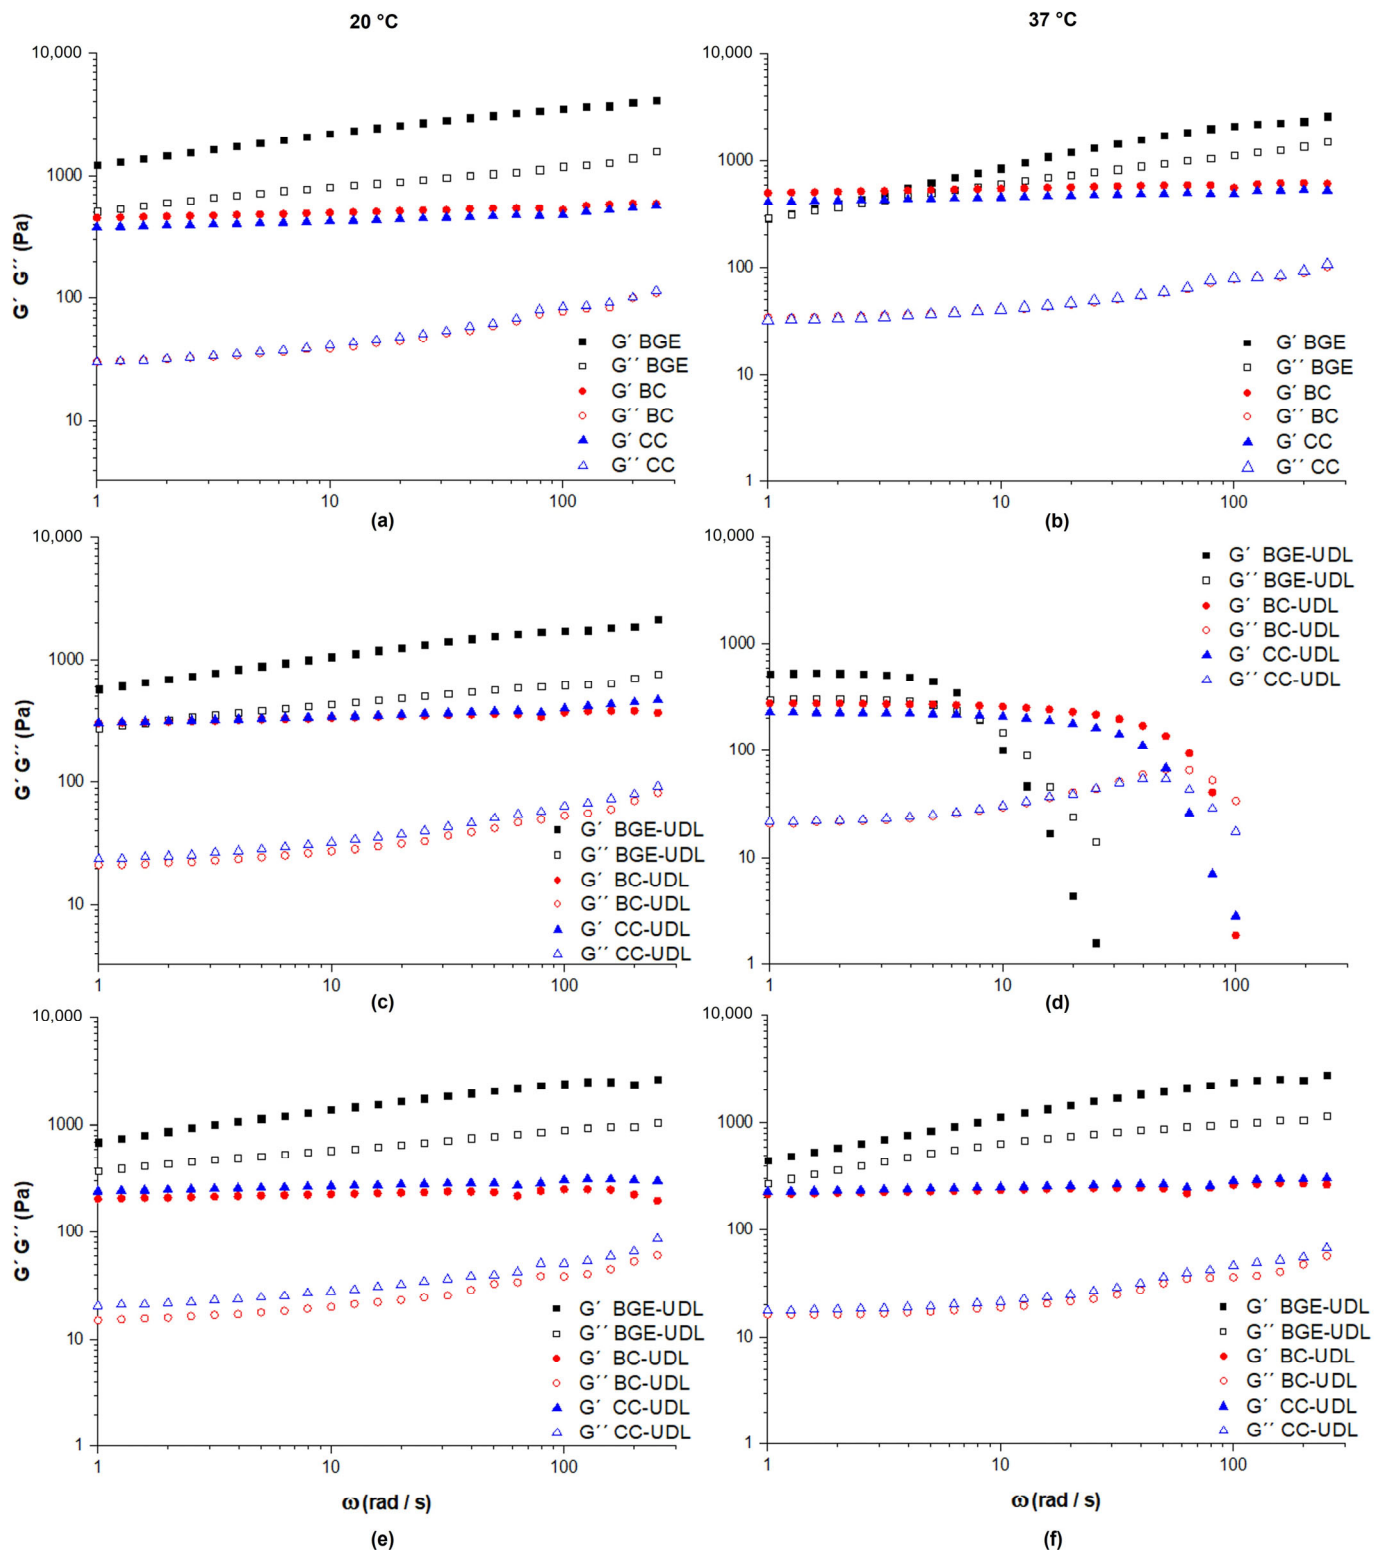 20 °C
37 °C
10,000
1000
100
10
G´ G´´ (Pa)
G´ BGE
G´´ BGE
G´ BC
G´´ BC
G´ CC
G´´ CC
1
10
100
(a)
10,000
1000
100
10
1
G´ BGE
G´´ BGE
G´ BC
G´´ BC
G´ CC
G´´ CC
1
10
100
(b)
10,000
1000
100
10
G´ G´´ (Pa)
G´ BGE-UDL
G´´ BGE-UDL
G´ BC-UDL
G´´ BC-UDL
G´ CC-UDL
G´´ CC-UDL
1
10
100
(c)
10,000
1000
100
10
1
G´ BGE-UDL
G´´ BGE-UDL
G´ BC-UDL
G´´ BC-UDL
G´ CC-UDL
G´´ CC-UDL
1
10
100
(d)
10,000
1000
100
10
1
G´ G´´ (Pa)
G´ BGE-UDL
G´´ BGE-UDL
G´ BC-UDL
G´´ BC-UDL
G´ CC-UDL
G´´ CC-UDL
1
10
100
ω (rad / s)
(e)
10,000
1000
100
10
1
G´ BGE-UDL
G´´ BGE-UDL
G´ BC-UDL
G´´ BC-UDL
G´ CC-UDL
G´´ CC-UDL
1
10
100
ω (rad / s)
(f)